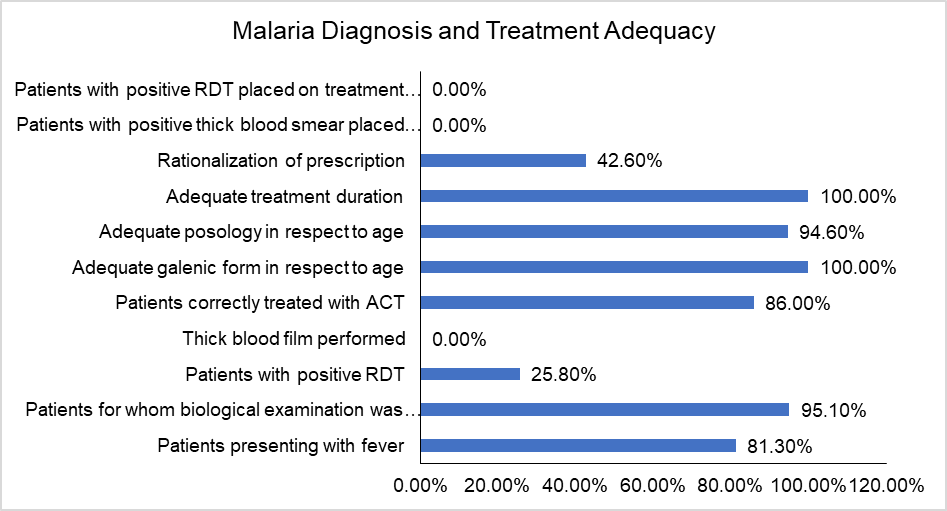 Malaria Diagnosis and Treatment Adequacy
Patients with positive RDT placed on treatment… 0.00%
Patients with positive thick blood smear placed… 0.00%
Rationalization of prescription 42.60%
Adequate treatment duration 100.00%
Adequate posology in respect to age 94.60%
Adequate galenic form in respect to age 100.00%
Patients correctly treated with ACT 86.00%
Thick blood film performed 0.00%
Patients with positive RDT 25.80%
Patients for whom biological examination was… 95.10%
Patients presenting with fever 81.30%
0.00% 20.00% 40.00% 60.00% 80.00% 100.00% 120.00%